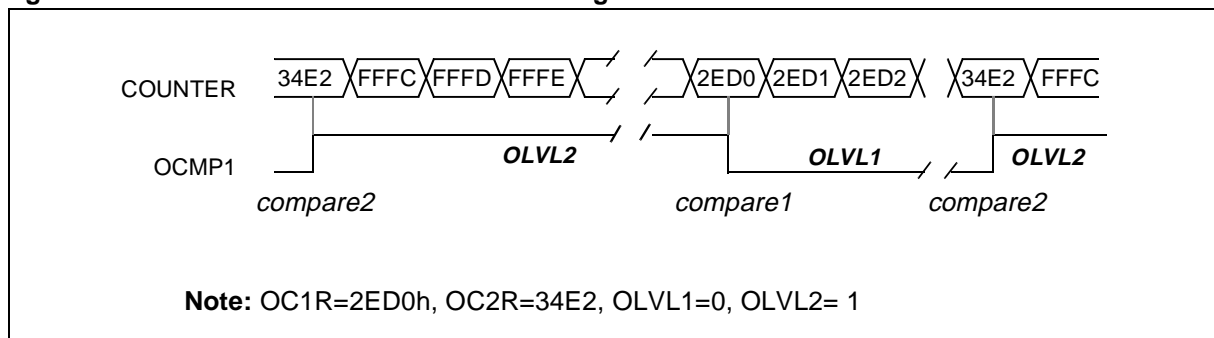 COUNTER 34E2 FFFC FFFD FFFE 2ED0 2ED1 2ED2 34E2 FFFC
OCMP1 OLVL2 OLVL1 OLVL2
compare2 compare1 compare2
Note: OC1R=2ED0h, OC2R=34E2, OLVL1=0, OLVL2= 1